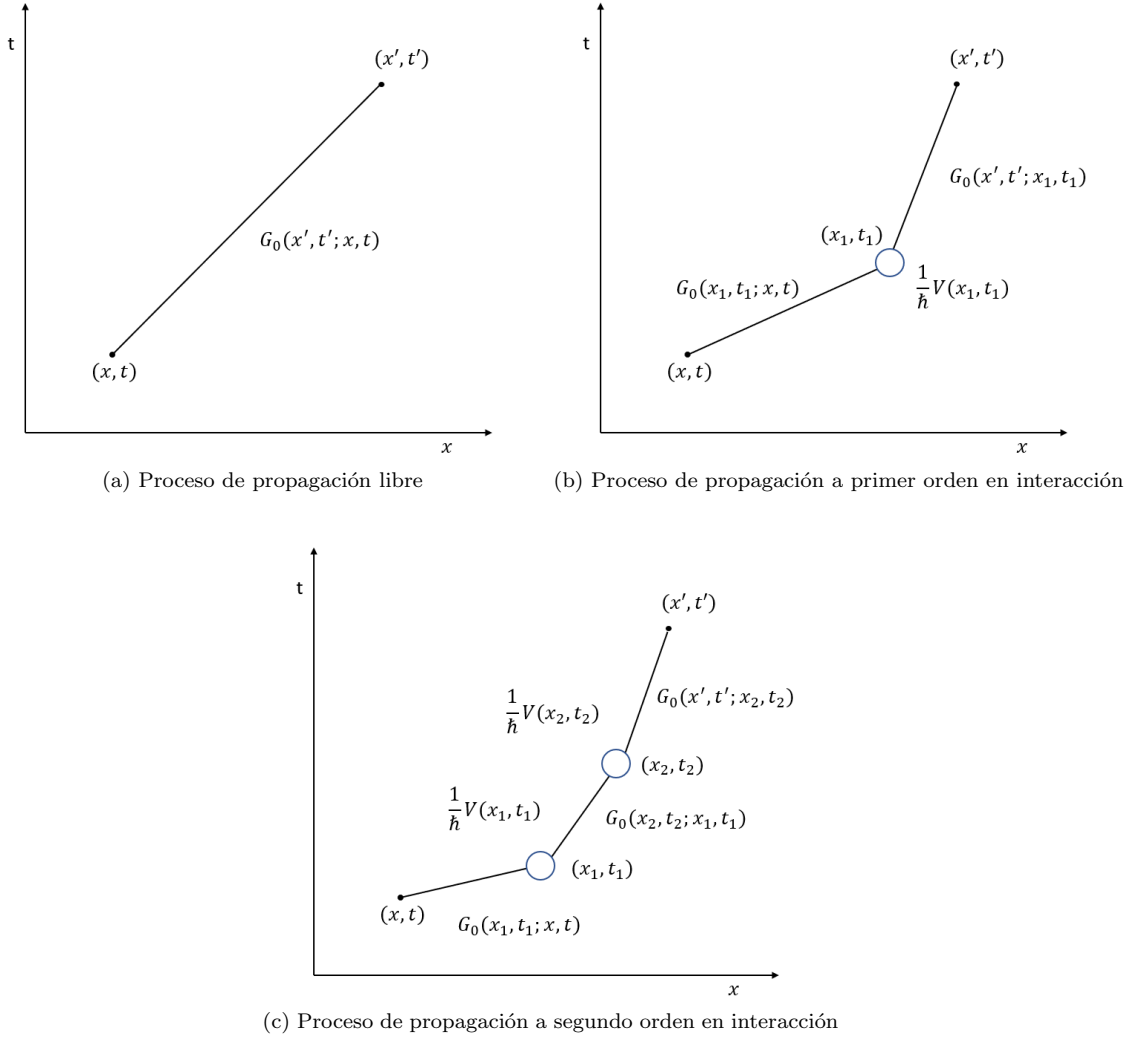 t
(x′, t′)
G₀(x′, t′; x, t)
(x, t)
x
(a) Proceso de propagación libre
t
(x′, t′)
G₀(x′, t′; x₁, t₁)
(x₁, t₁)
G₀(x₁, t₁; x, t)
1/ħ V(x₁, t₁)
(x, t)
x
(b) Proceso de propagación a primer orden en interacción
t
(x′, t′)
G₀(x′, t′; x₂, t₂)
1/ħ V(x₂, t₂)
(x₂, t₂)
1/ħ V(x₁, t₁)
G₀(x₂, t₂; x₁, t₁)
(x₁, t₁)
(x, t)
G₀(x₁, t₁; x, t)
x
(c) Proceso de propagación a segundo orden en interacción